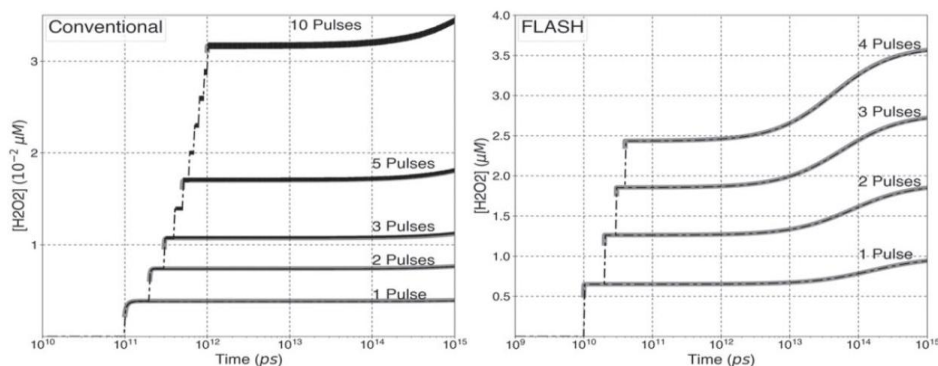 Conventional
10 Pulses
5 Pulses
3 Pulses
2 Pulses
1 Pulse
[H2O2] (10⁻² μM)
3
2
1
10¹⁰ 10¹¹ 10¹² 10¹³ 10¹⁴ 10¹⁵
Time (ps)
FLASH
4 Pulses
3 Pulses
2 Pulses
1 Pulse
[H2O2] (μM)
4.0
3.5
3.0
2.5
2.0
1.5
1.0
0.5
10⁹ 10¹⁰ 10¹¹ 10¹² 10¹³ 10¹⁴ 10¹⁵
Time (ps)